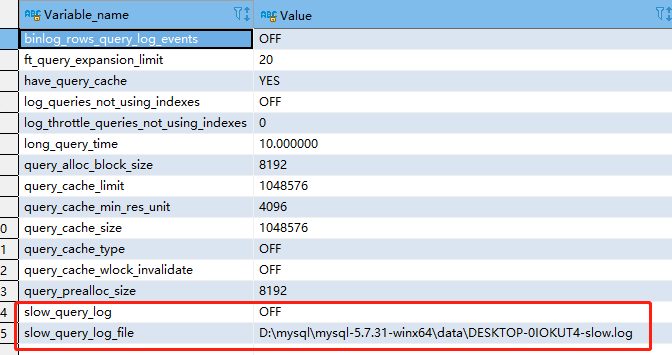 Variable_name Value
binlog_rows_query_log_events OFF
ft_query_expansion_limit 20
have_query_cache YES
log_queries_not_using_indexes OFF
log_throttle_queries_not_using_indexes 0
long_query_time 10.000000
query_alloc_block_size 8192
query_cache_limit 1048576
query_cache_min_res_unit 4096
0 query_cache_size 1048576
1 query_cache_type OFF
2 query_cache_wlock_invalidate OFF
3 query_prealloc_size 8192
4 slow_query_log OFF
5 slow_query_log_file D:\mysql\mysql-5.7.31-winx64\data\DESKTOP-0IOKUT4-slow.log